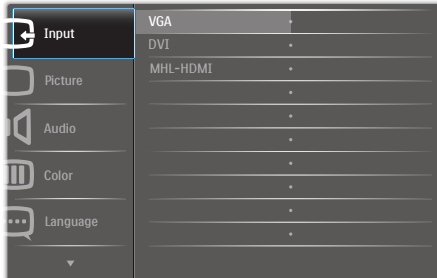 Input
Picture
Audio
Color
Language
VGA
DVI
MHL-HDMI